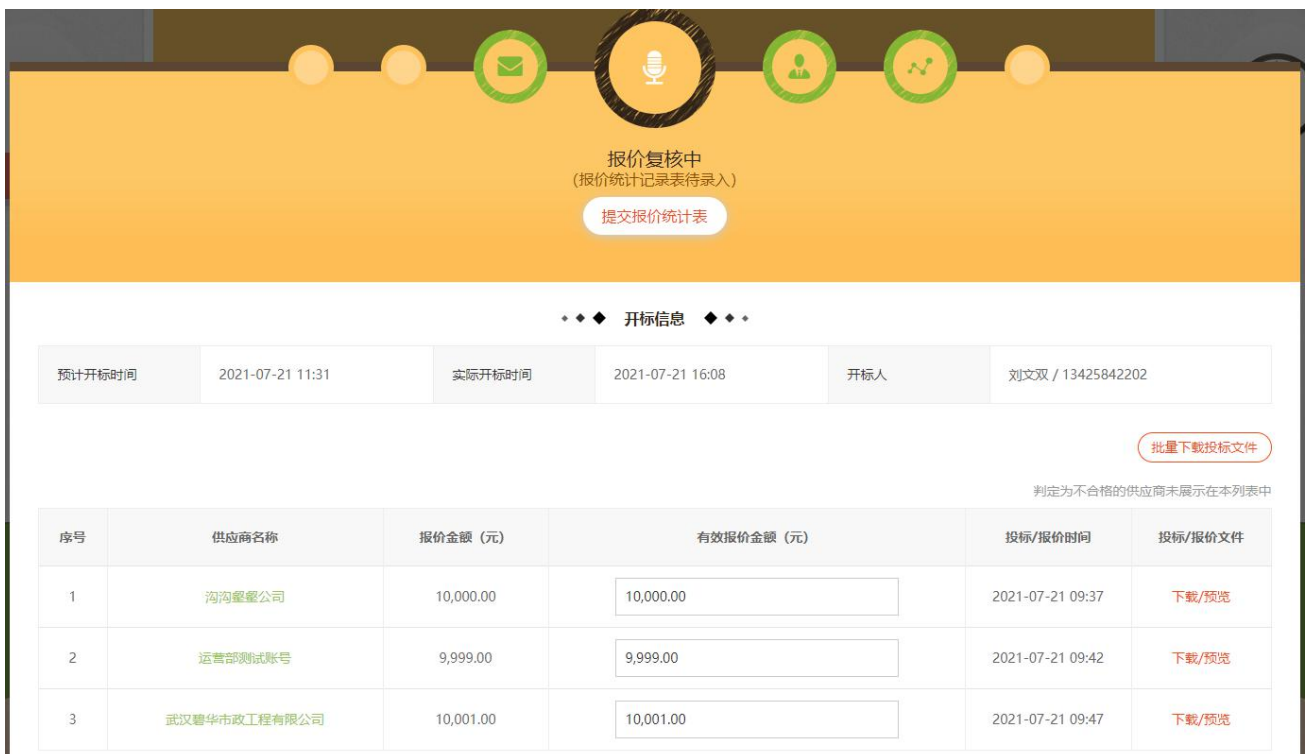 报价复核中
(报价统计记录表待录入)
提交报价统计表
开标信息
预计开标时间 2021-07-21 11:31 实际开标时间 2021-07-21 16:08 开标人 刘文双 / 13425842202
批量下载投标文件
判定为不合格的供应商未展示在本列表中
序号 供应商名称 报价金额（元） 有效报价金额（元） 投标/报价时间 投标/报价文件
1 沟沟壑壑公司 10,000.00 10,000.00 2021-07-21 09:37 下载/预览
2 运营部测试账号 9,999.00 9,999.00 2021-07-21 09:42 下载/预览
3 武汉碧华市政工程有限公司 10,001.00 10,001.00 2021-07-21 09:47 下载/预览